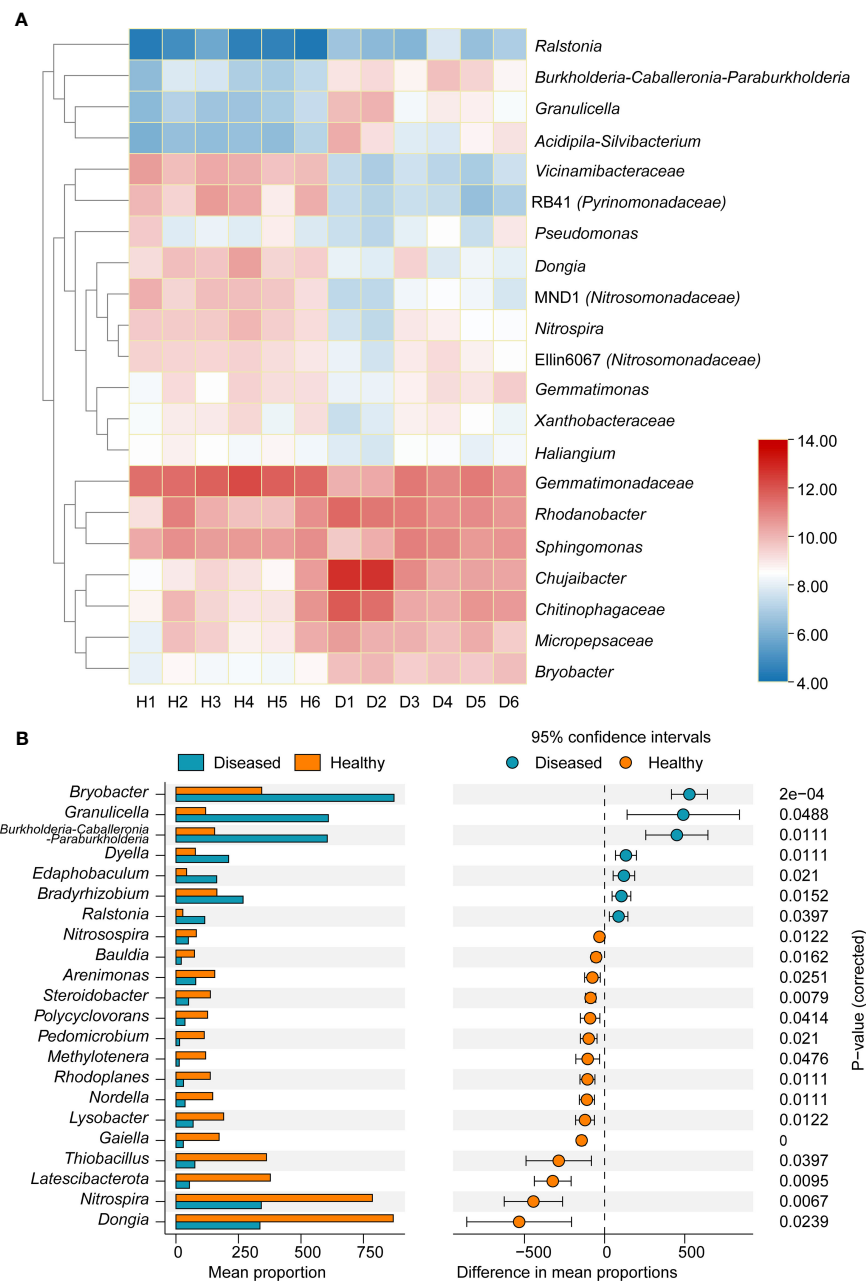 A
Ralstonia
Burkholderia-Caballeronia-Paraburkholderia
Granulicella
Acidipila-Silvibacterium
Vicinamibacteraceae
RB41 (Pyrinomonadaceae)
Pseudomonas
Dongia
MND1 (Nitrosomonadaceae)
Nitrospira
Ellin6067 (Nitrosomonadaceae)
Gemmatimonas
Xanthobacteraceae
Haliangium
Gemmatimonadaceae
Rhodanobacter
Sphingomonas
Chujaibacter
Chitinophagaceae
Micropepsaceae
Bryobacter
14.00
12.00
10.00
8.00
6.00
4.00
H1 H2 H3 H4 H5 H6 D1 D2 D3 D4 D5 D6
B
95% confidence intervals
Diseased Healthy Diseased Healthy
Bryobacter 2e−04
Granulicella 0.0488
Burkholderia-Caballeronia
-Paraburkholderia 0.0111
Dyella 0.0111
Edaphobaculum 0.021
Bradyrhizobium 0.0152
Ralstonia 0.0397
Nitrosospira 0.0122
Bauldia 0.0162
Arenimonas 0.0251
Steroidobacter 0.0079
Polycyclovorans 0.0414
Pedomicrobium 0.021
Methylotenera 0.0476
Rhodoplanes 0.0111
Nordella 0.0111
Lysobacter 0.0122
Gaiella 0
Thiobacillus 0.0397
Latescibacterota 0.0095
Nitrospira 0.0067
Dongia 0.0239
P−value (corrected)
0 250 500 750 −500 0 500
Mean proportion Difference in mean proportions